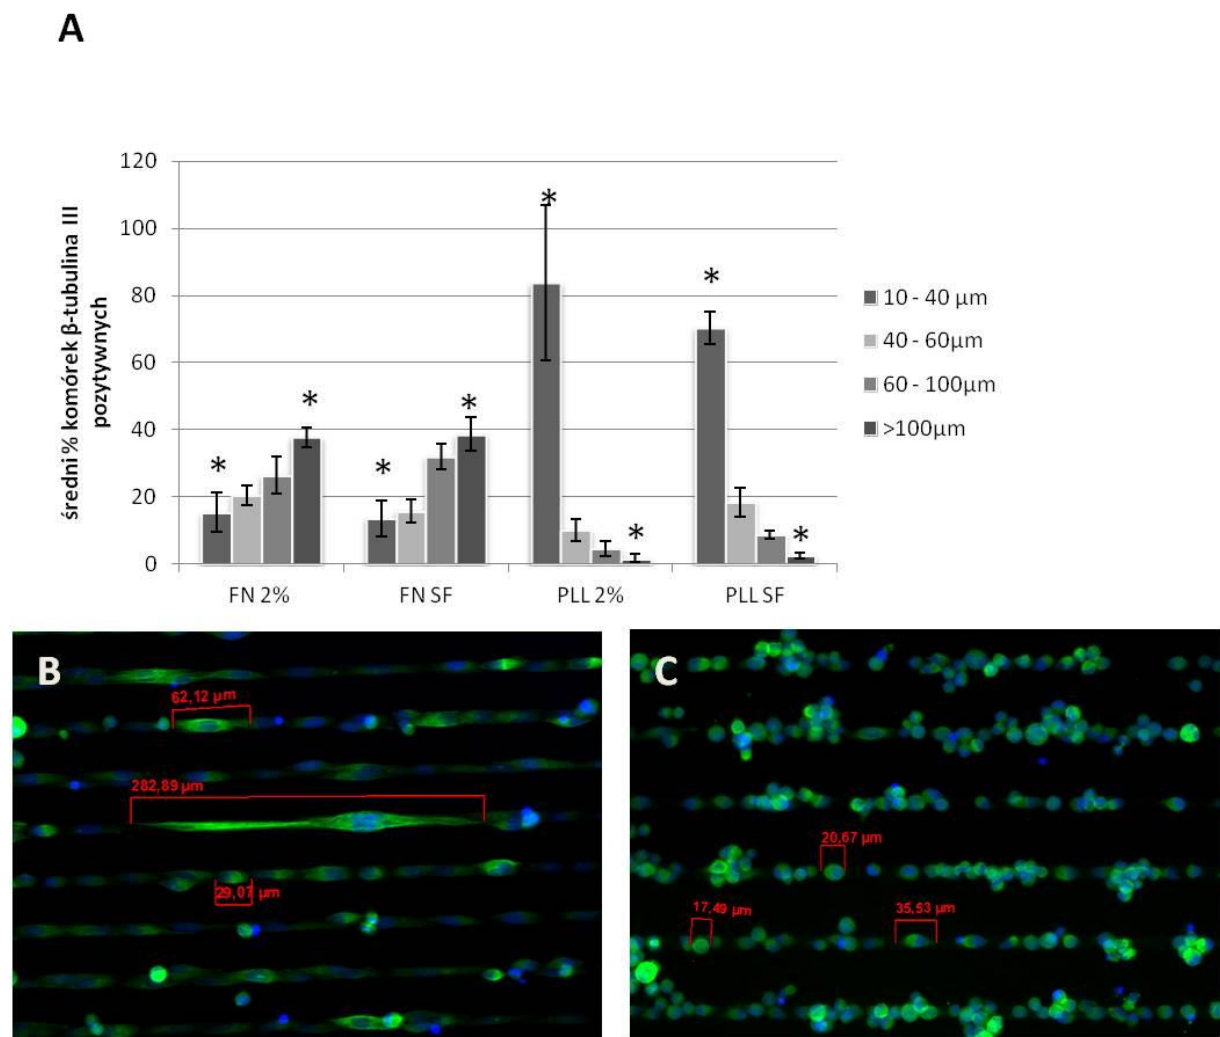 A
średni % komórek β-tubulina III
pozytywnych
120
100
80
60
40
20
0
* * * * * * * *
FN 2% FN SF PLL 2% PLL SF
10 - 40 µm
40 - 60µm
60 - 100µm
>100µm
B
62,12 µm
282,89 µm
29,07 µm
C
20,67 µm
17,49 µm
35,53 µm